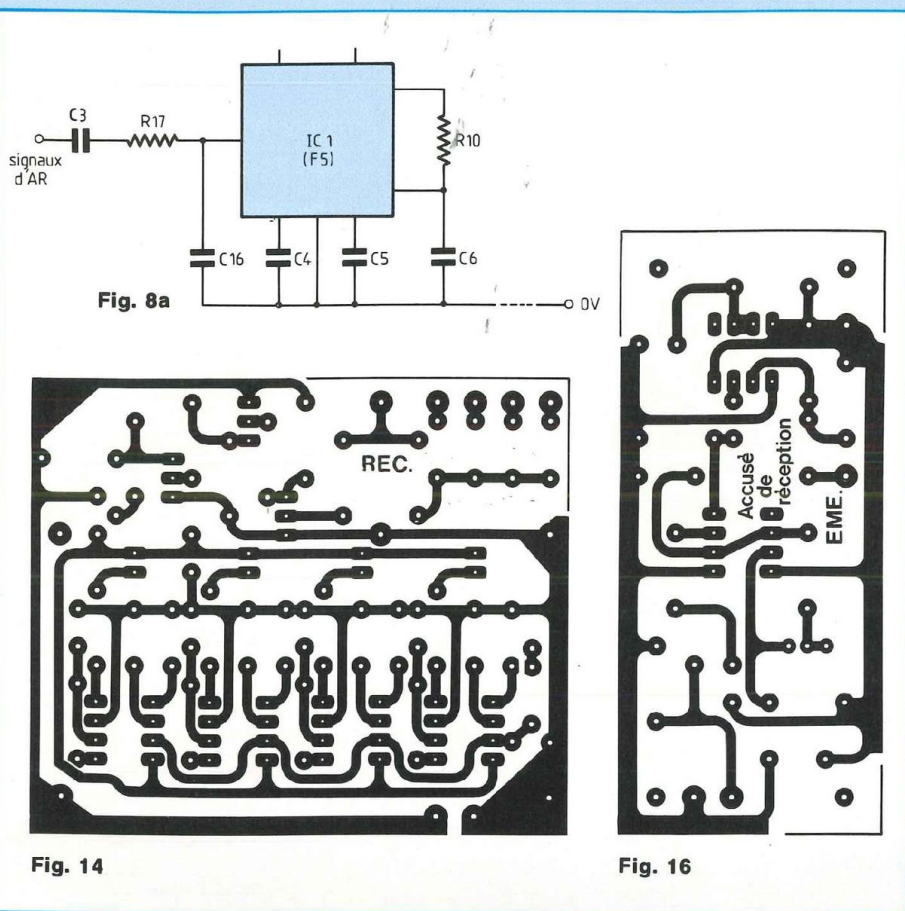 C3
R17
signaux
d'AR
IC 1
(F5)
R10
C16
C4
C5
C6
Fig. 8a
0V
REC.
Accusé
de
réception
EME.
Fig. 14
Fig. 16